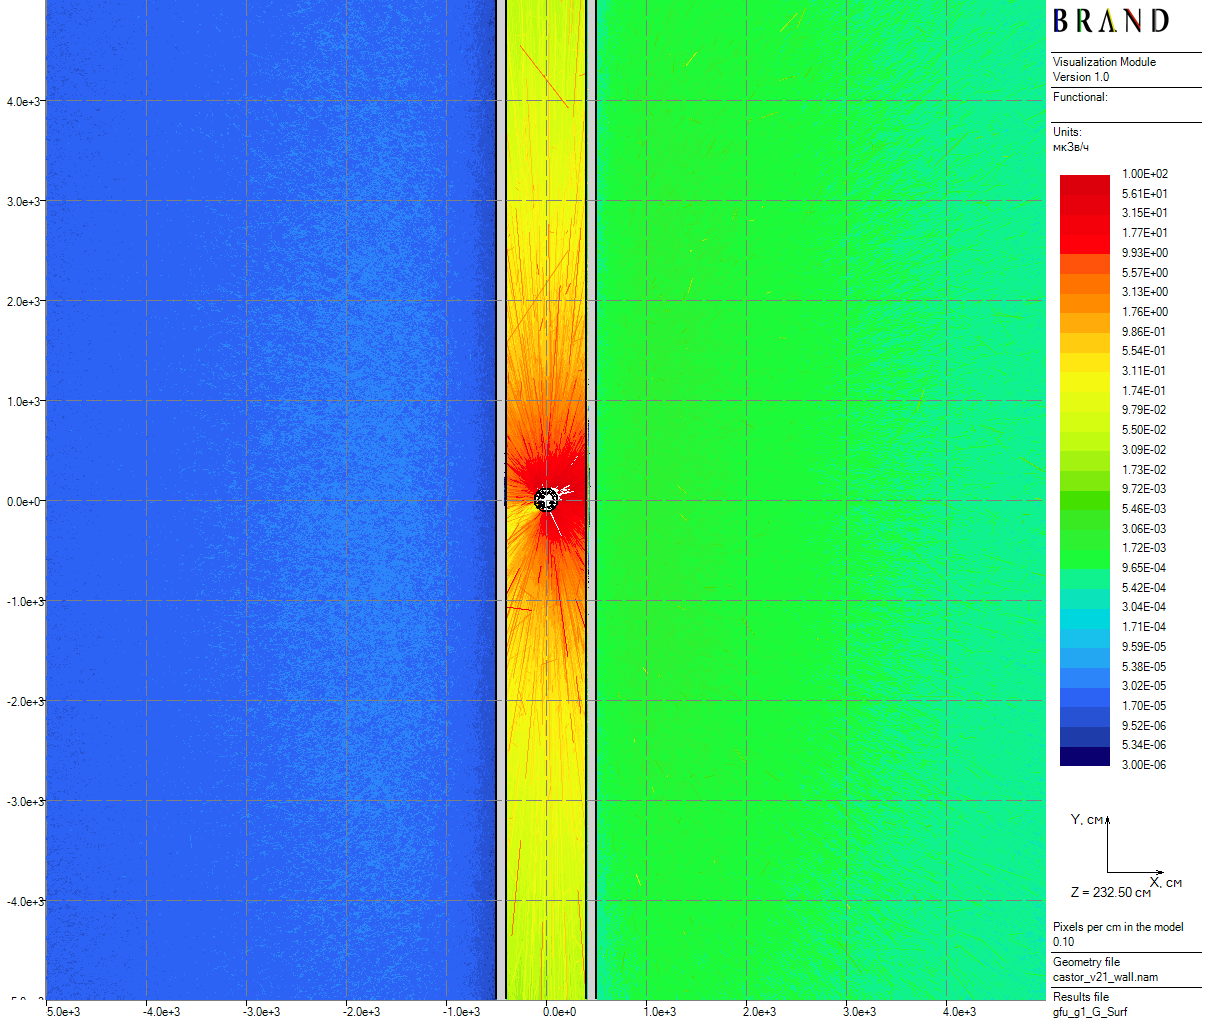 BRAND
Visualization Module
Version 1.0
Functional:
Units:
мкЗв/ч
1.00E+02
5.61E+01
3.15E+01
1.77E+01
9.93E+00
5.57E+00
3.13E+00
1.76E+00
9.86E-01
5.54E-01
3.11E-01
1.74E-01
9.79E-02
5.50E-02
3.09E-02
1.73E-02
9.72E-03
5.46E-03
3.06E-03
1.72E-03
9.65E-04
5.42E-04
3.04E-04
1.71E-04
9.59E-05
5.38E-05
3.02E-05
1.70E-05
9.52E-06
5.34E-06
3.00E-06
Y, см
X, см
Z = 232.50 см
Pixels per cm in the model
0.10
Geometry file
castor_v21_wall.nam
Results file
gfu_g1_G_Surf
4.0e+3
3.0e+3
2.0e+3
1.0e+3
0.0e+0
-1.0e+3
-2.0e+3
-3.0e+3
-4.0e+3
5.0e+3 -4.0e+3 -3.0e+3 -2.0e+3 -1.0e+3 0.0e+0 1.0e+3 2.0e+3 3.0e+3 4.0e+3